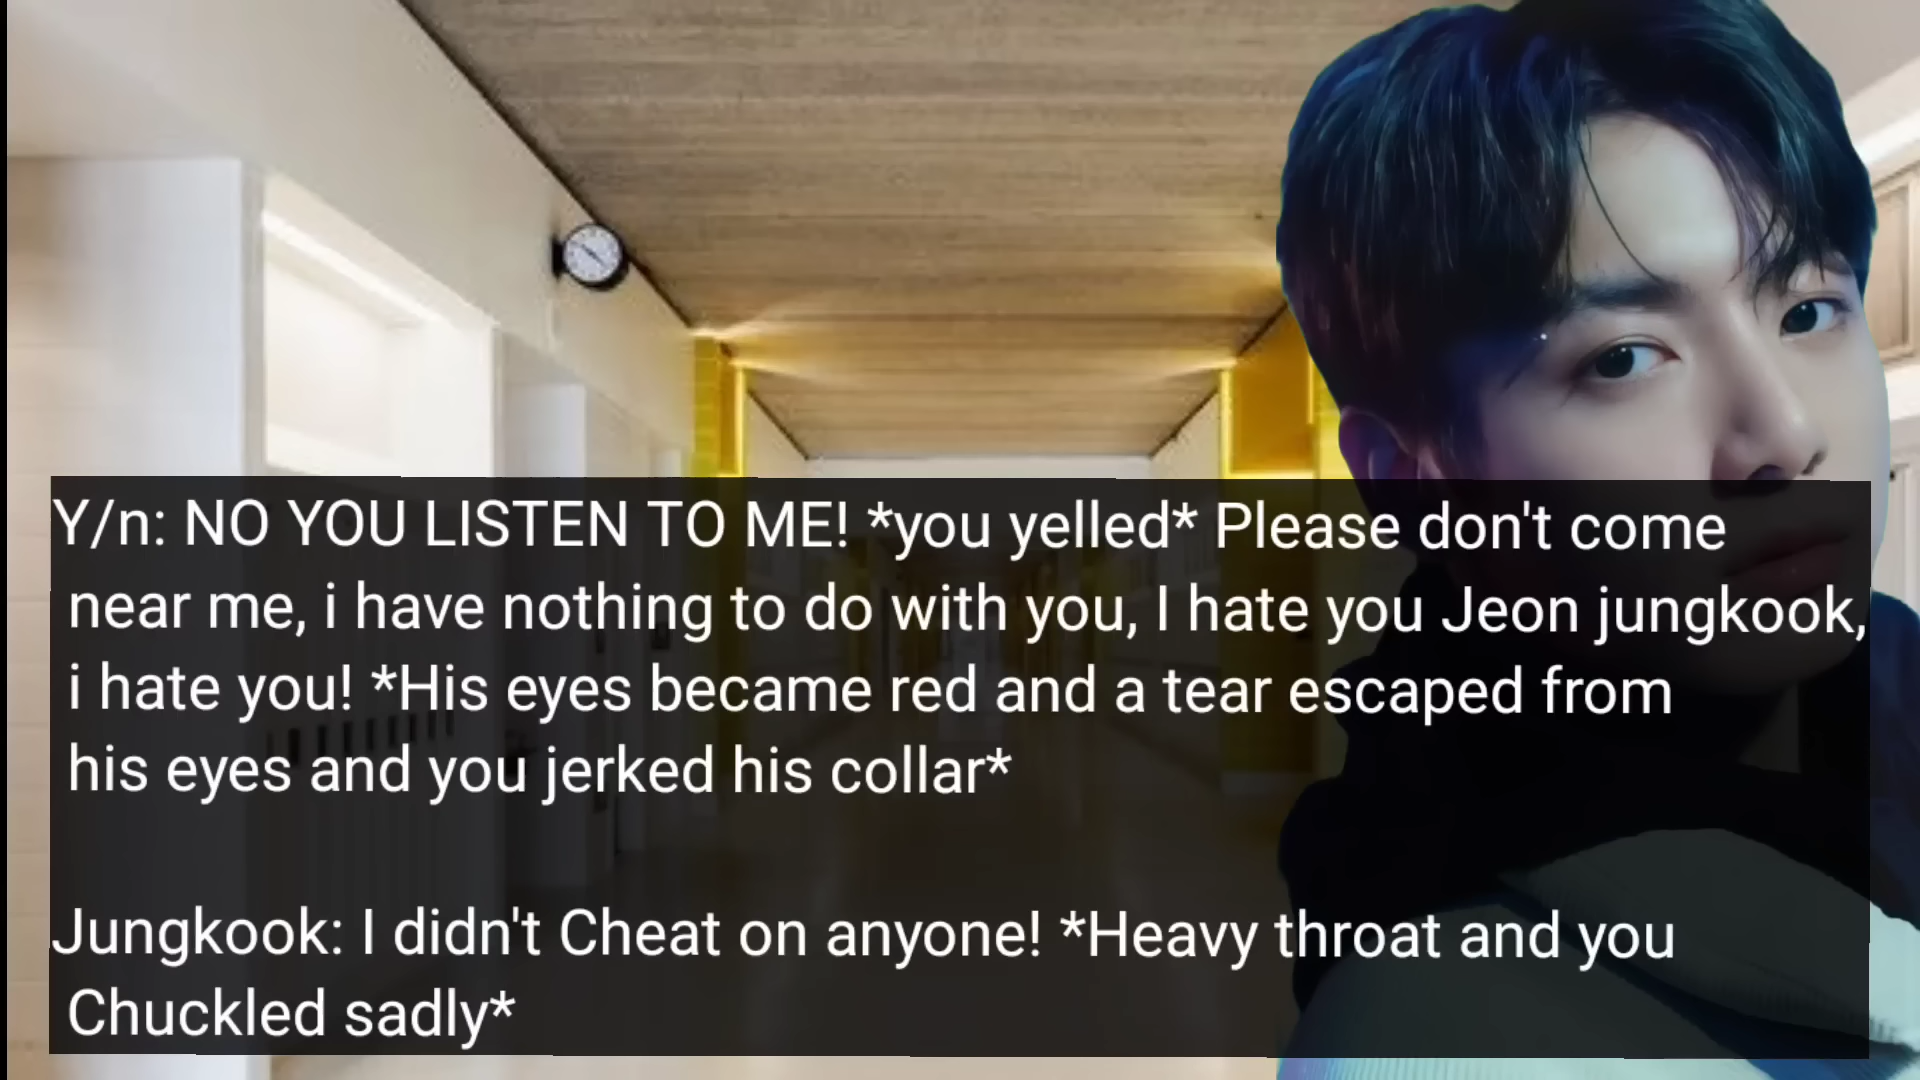 Y/n: NO YOU LISTEN TO ME! *you yelled* Please don't come
near me, i have nothing to do with you, I hate you Jeon jungkook,
i hate you! *His eyes became red and a tear escaped from
his eyes and you jerked his collar*
Jungkook: I didn't Cheat on anyone! *Heavy throat and you
Chuckled sadly*